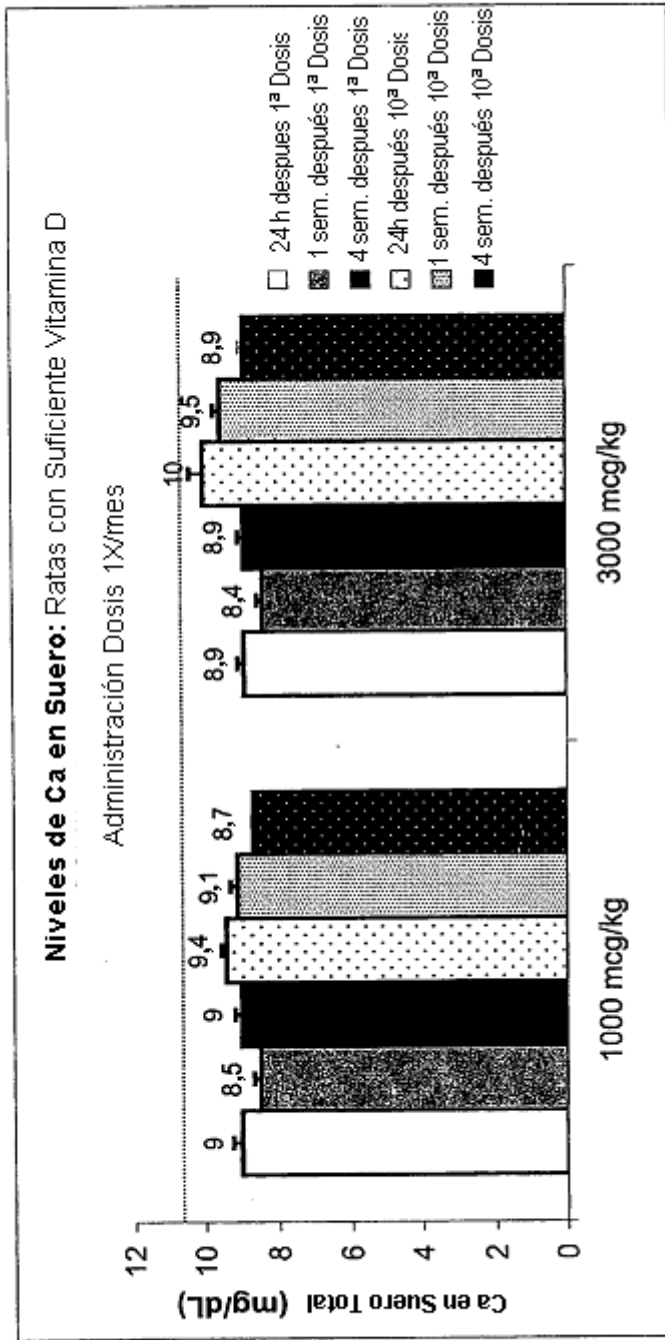 Niveles de Ca en Suero: Ratas con Suficiente Vitamina D
Administración Dosis 1X/mes
Ca en Suero Total (mg/dL)
12
10
8
6
4
2
0
9
8,5
9
9,4
9,1
8,7
8,9
8,4
8,9
10
9,5
8,9
1000 mcg/kg
3000 mcg/kg
24 h despues 1ª Dosis
1 sem. después 1ª Dosis
4 sem. despues 1ª Dosis
24h después 10ª Dosis
1 sem. después 10ª Dosis
4 sem. después 10ª Dosis